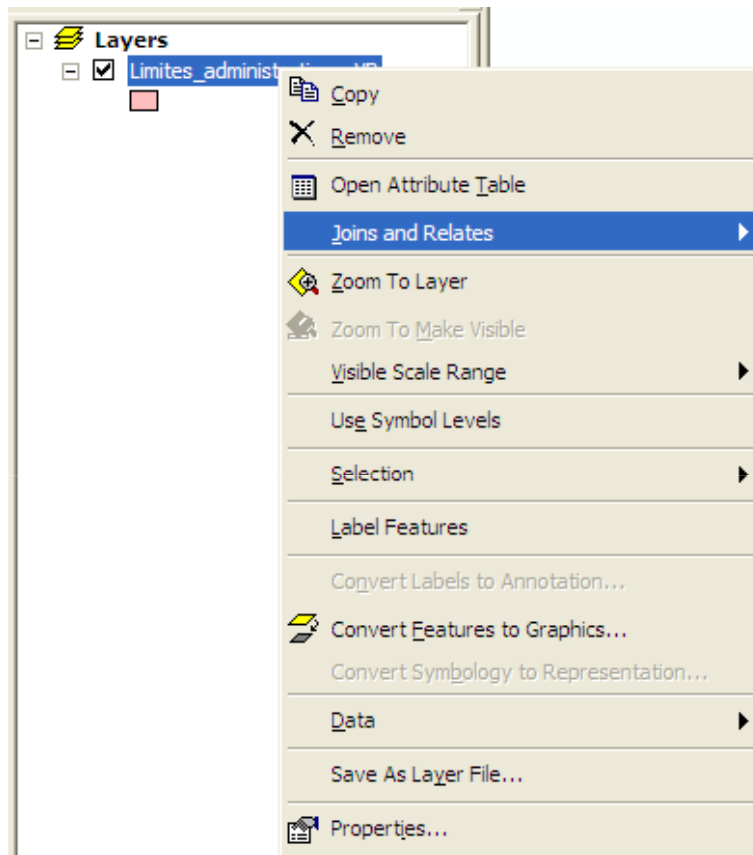 Layers
Limites_administ
Copy
Remove
Open Attribute Table
Joins and Relates
Zoom To Layer
Zoom To Make Visible
Visible Scale Range
Use Symbol Levels
Selection
Label Features
Convert Labels to Annotation...
Convert Features to Graphics...
Convert Symbology to Representation...
Data
Save As Layer File...
Properties...